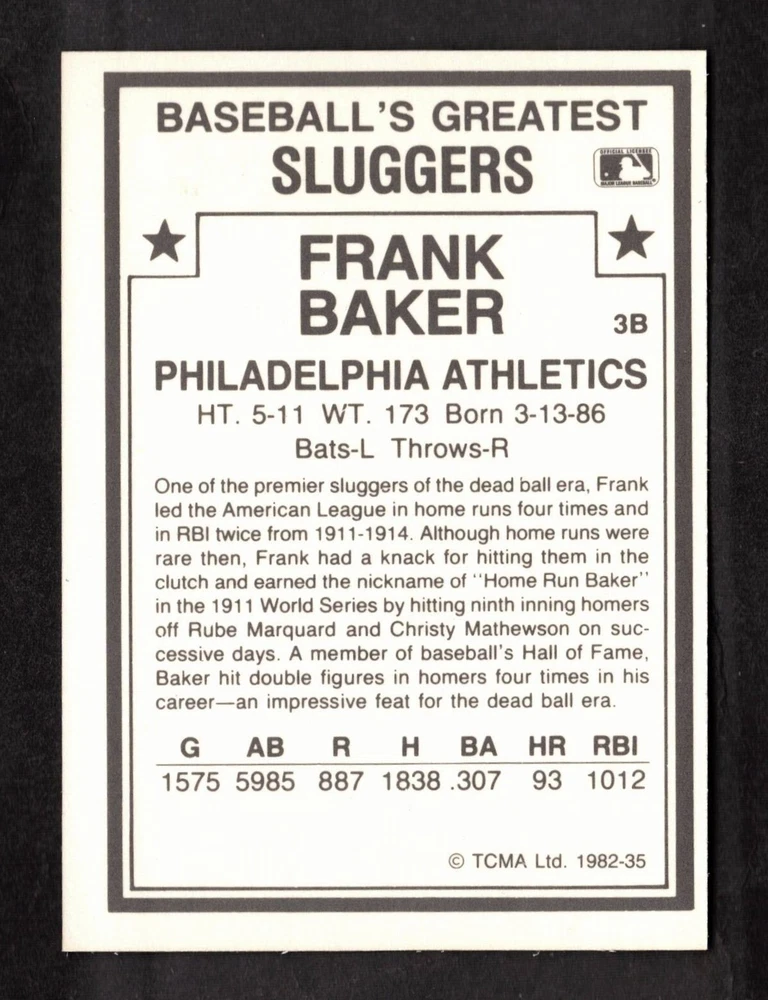 BASEBALL'S GREATEST
SLUGGERS
OFFICIAL LICENSEE
MAJOR LEAGUE BASEBALL
FRANK
BAKER
3B
PHILADELPHIA ATHLETICS
HT. 5-11 WT. 173 Born 3-13-86
Bats-L Throws-R
One of the premier sluggers of the dead ball era, Frank
led the American League in home runs four times and
in RBI twice from 1911-1914. Although home runs were
rare then, Frank had a knack for hitting them in the
clutch and earned the nickname of "Home Run Baker"
in the 1911 World Series by hitting ninth inning homers
off Rube Marquard and Christy Mathewson on suc-
cessive days. A member of baseball's Hall of Fame,
Baker hit double figures in homers four times in his
career—an impressive feat for the dead ball era.
G AB R H BA HR RBI
1575 5985 887 1838 .307 93 1012
© TCMA Ltd. 1982-35